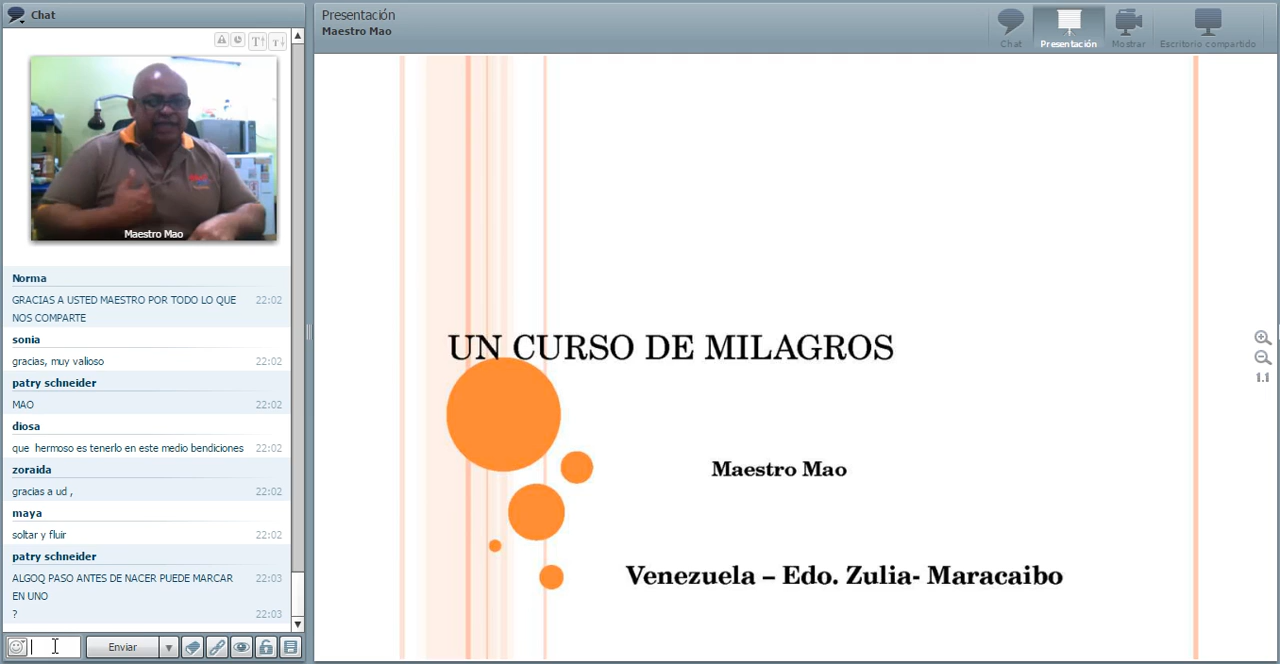 Chat
Maestro Mao
Norma
GRACIAS A USTED MAESTRO POR TODO LO QUE 22:02
NOS COMPARTE
sonia
gracias, muy valioso 22:02
patry schneider
MAO 22:02
diosa
que hermoso es tenerlo en este medio bendiciones 22:02
zoraida
gracias a ud , 22:02
maya
soltar y fluir 22:02
patry schneider
ALGOQ PASO ANTES DE NACER PUEDE MARCAR 22:03
EN UNO
? 22:03
Enviar
Presentación
Maestro Mao
Chat
Presentación
Mostrar
Escritorio compartido
UN CURSO DE MILAGROS
Maestro Mao
Venezuela – Edo. Zulia- Maracaibo
1.1